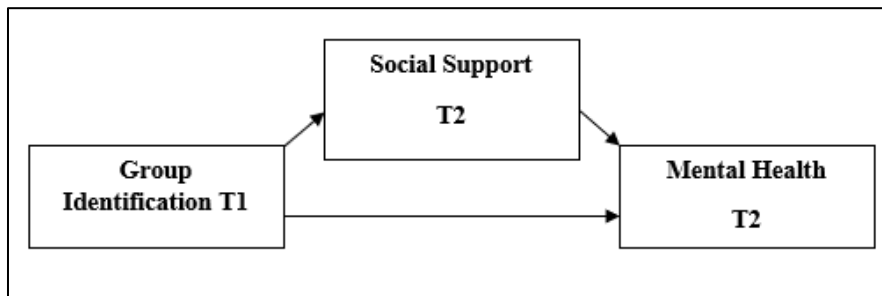 Social Support
T2
Group
Identification T1
Mental Health
T2